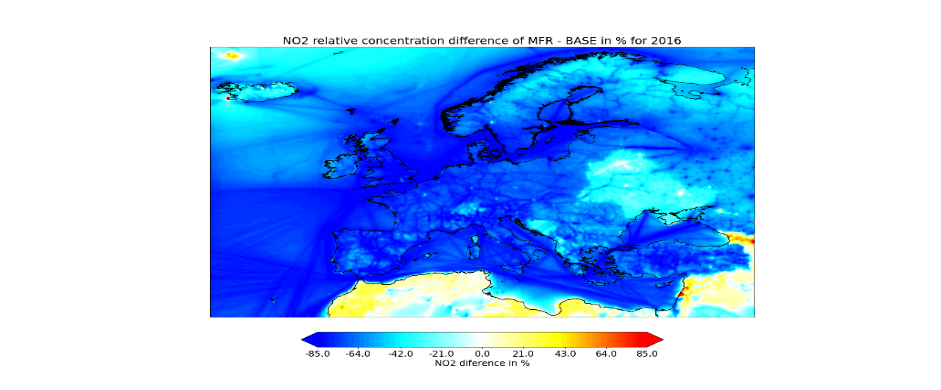 NO2 relative concentration difference of MFR - BASE in % for 2016
-85.0 -64.0 -42.0 -21.0 0.0 21.0 43.0 64.0 85.0
NO2 diference in %